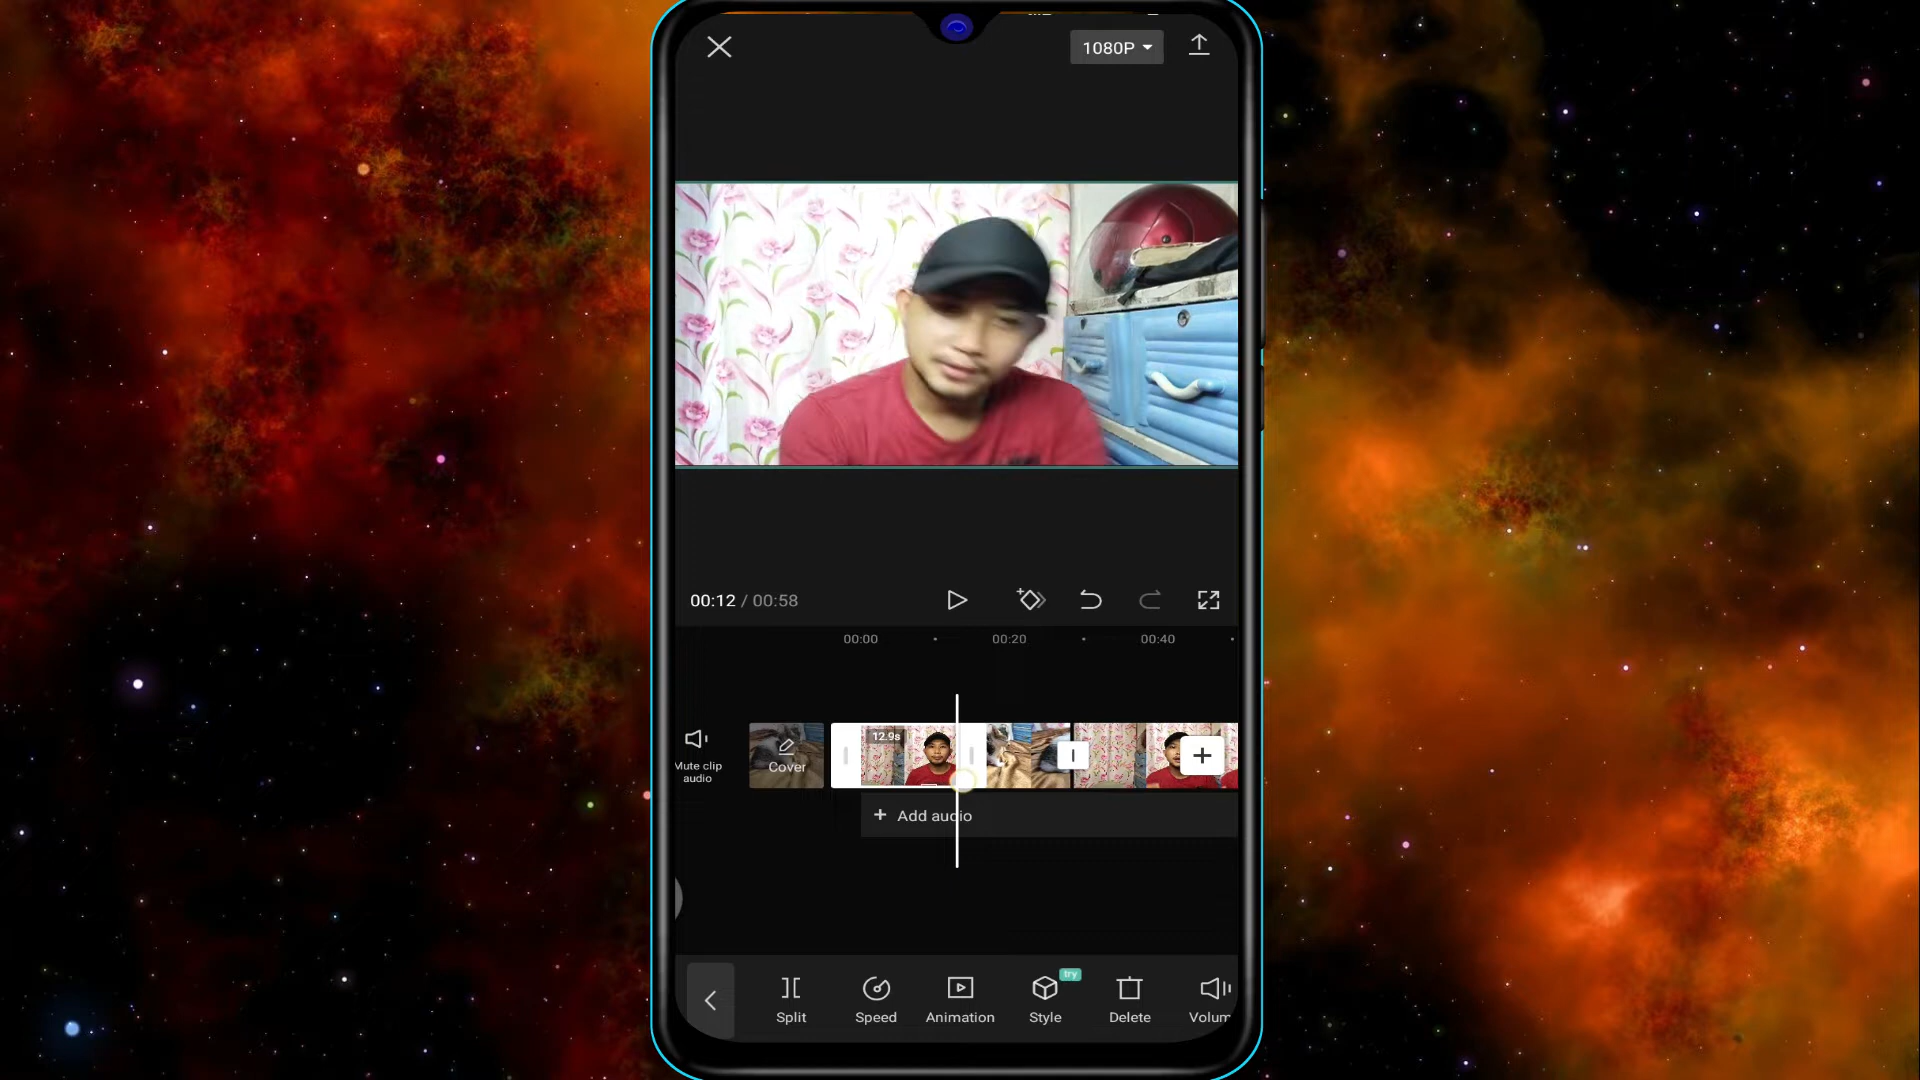 1080P
00:12 / 00:58
00:00
00:20
00:40
Mute clip
audio
Cover
12.9s
+ Add audio
try
Split
Speed
Animation
Style
Delete
Volum